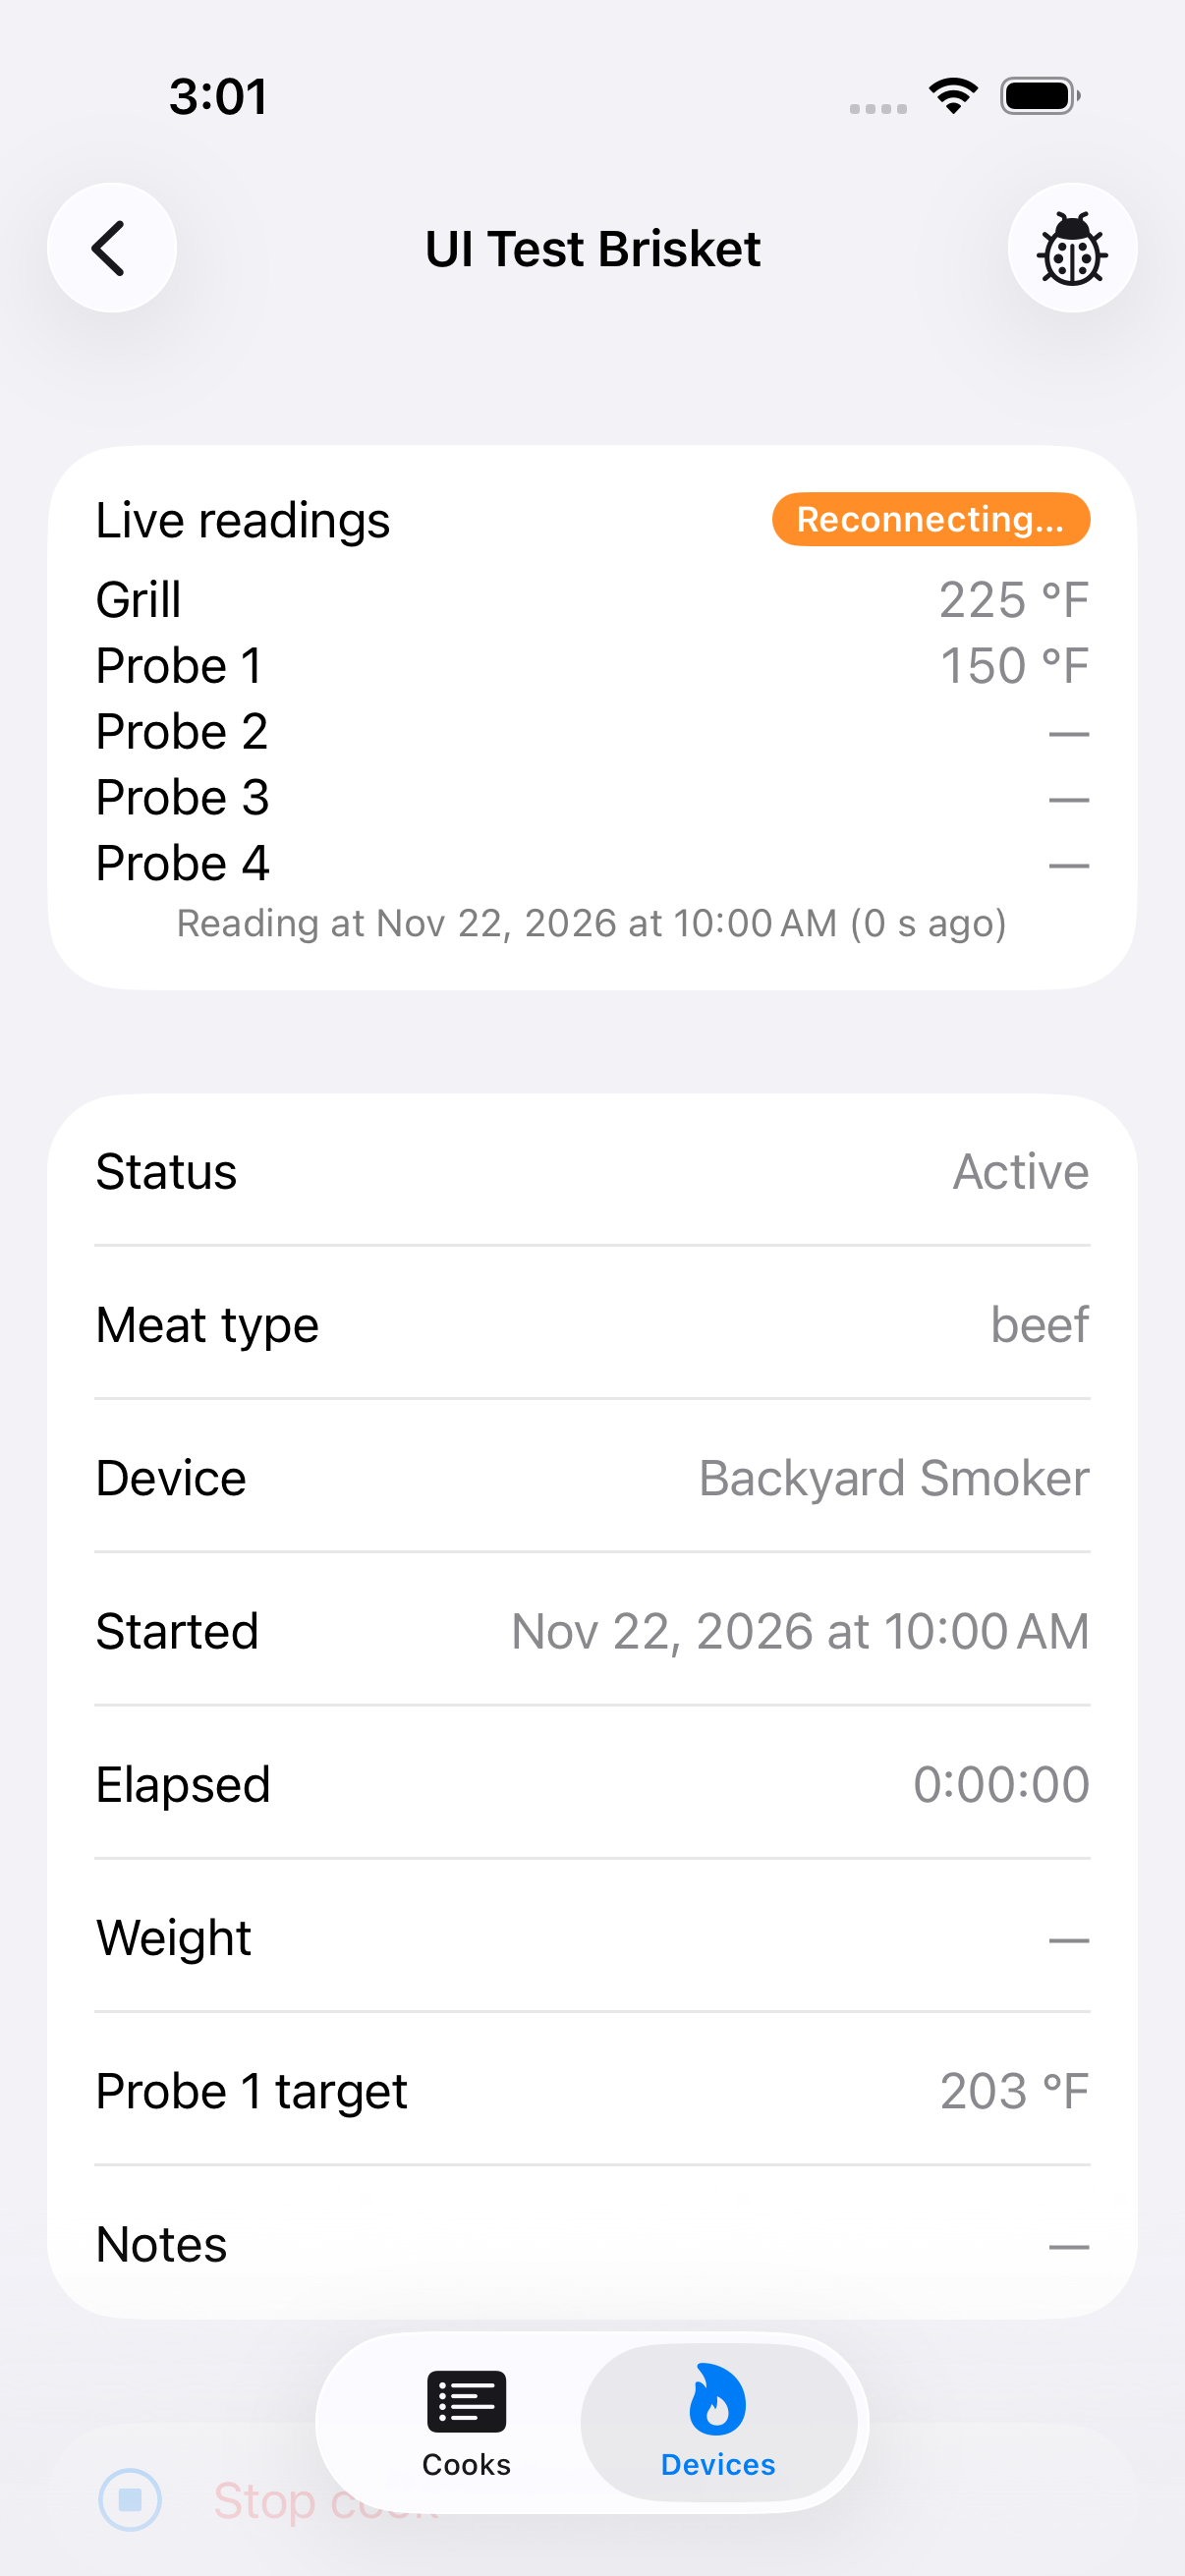 3:01
UI Test Brisket
Live readings Reconnecting...
Grill 225 °F
Probe 1 150 °F
Probe 2 —
Probe 3 —
Probe 4 —
Reading at Nov 22, 2026 at 10:00 AM (0 s ago)
Status Active
Meat type beef
Device Backyard Smoker
Started Nov 22, 2026 at 10:00 AM
Elapsed 0:00:00
Weight —
Probe 1 target 203 °F
Notes —
Cooks Devices
Stop cook